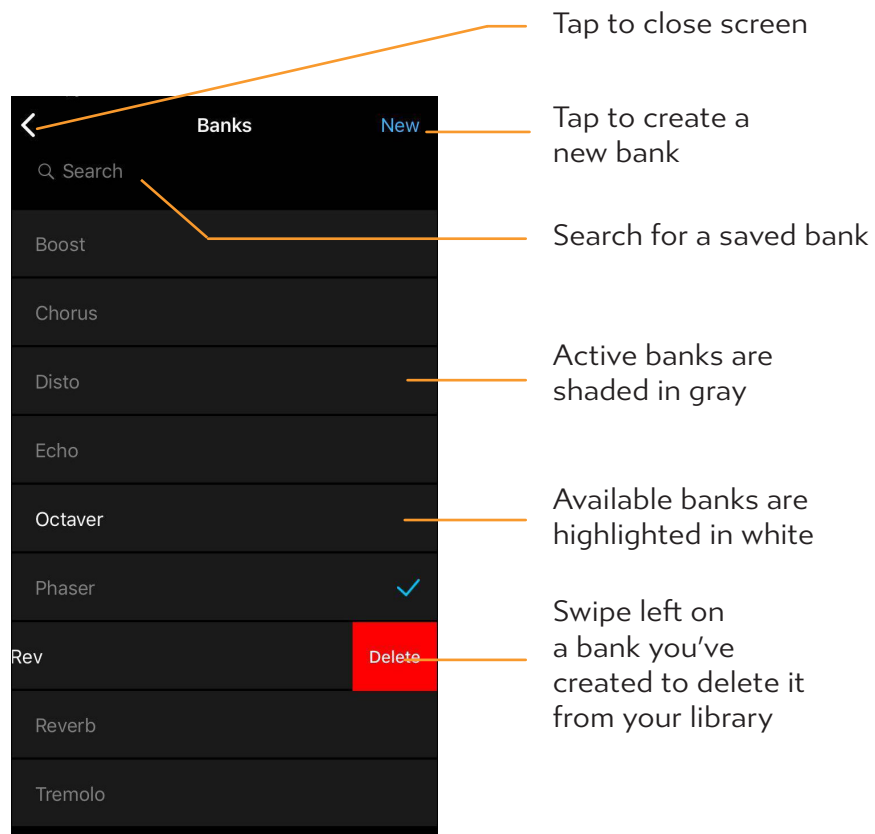 Tap to close screen
Banks
New
Tap to create a
new bank
Search
Search for a saved bank
Boost
Chorus
Disto
Active banks are
shaded in gray
Echo
Octaver
Available banks are
highlighted in white
Phaser
Rev
Delete
Swipe left on
a bank you've
created to delete it
from your library
Reverb
Tremolo